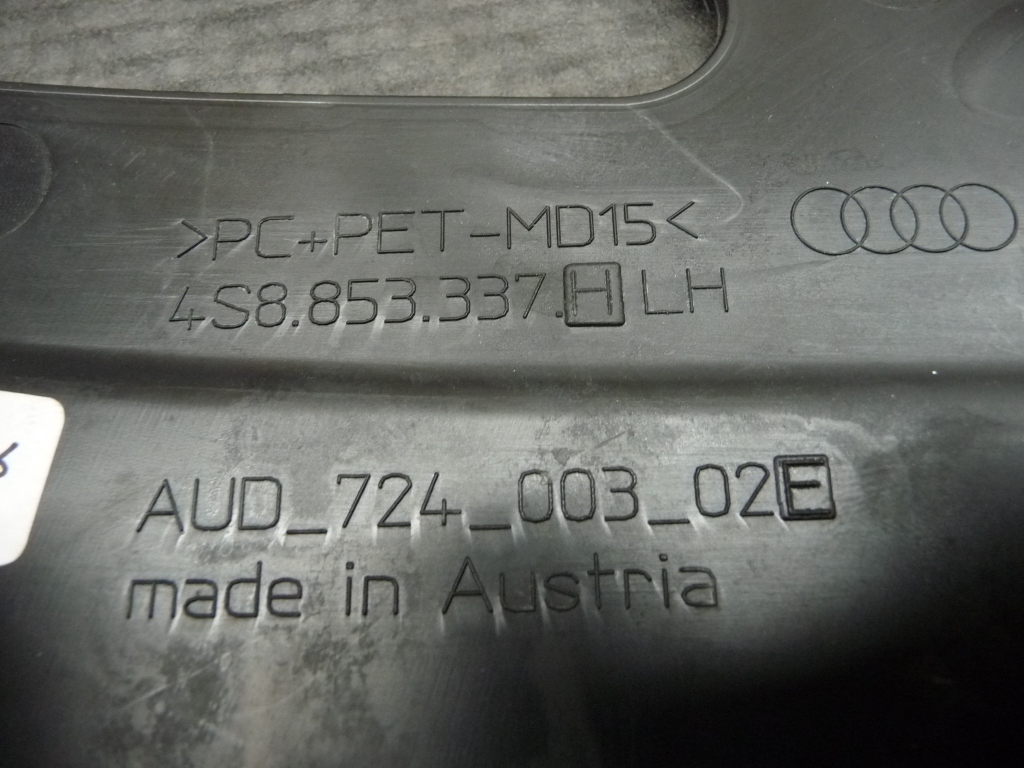 >PC+PET-MD15<
4S8.853.337.H LH
AUD_724_003_02E
made in Austria